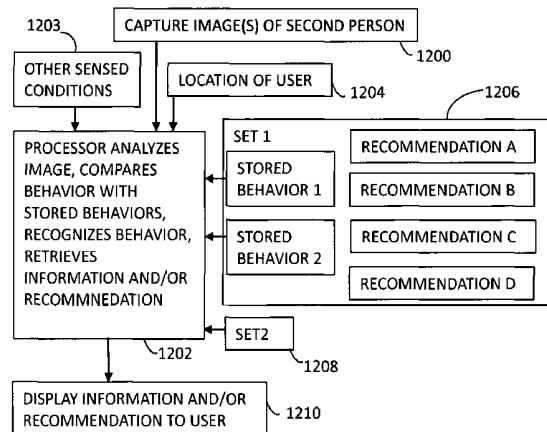 1203
CAPTURE IMAGE(S) OF SECOND PERSON
1200
OTHER SENSED
CONDITIONS
LOCATION OF USER
1204
1206
PROCESSOR ANALYZES
IMAGE, COMPARES
BEHAVIOR WITH
STORED BEHAVIORS,
RECOGNIZES BEHAVIOR,
RETRIEVES
INFORMATION AND/OR
RECOMMNEDATION
1202
SET 1
STORED
BEHAVIOR 1
STORED
BEHAVIOR 2
RECOMMENDATION A
RECOMMENDATION B
RECOMMENDATION C
RECOMMENDATION D
SET2
1208
DISPLAY INFORMATION AND/OR
RECOMMENDATION TO USER
1210